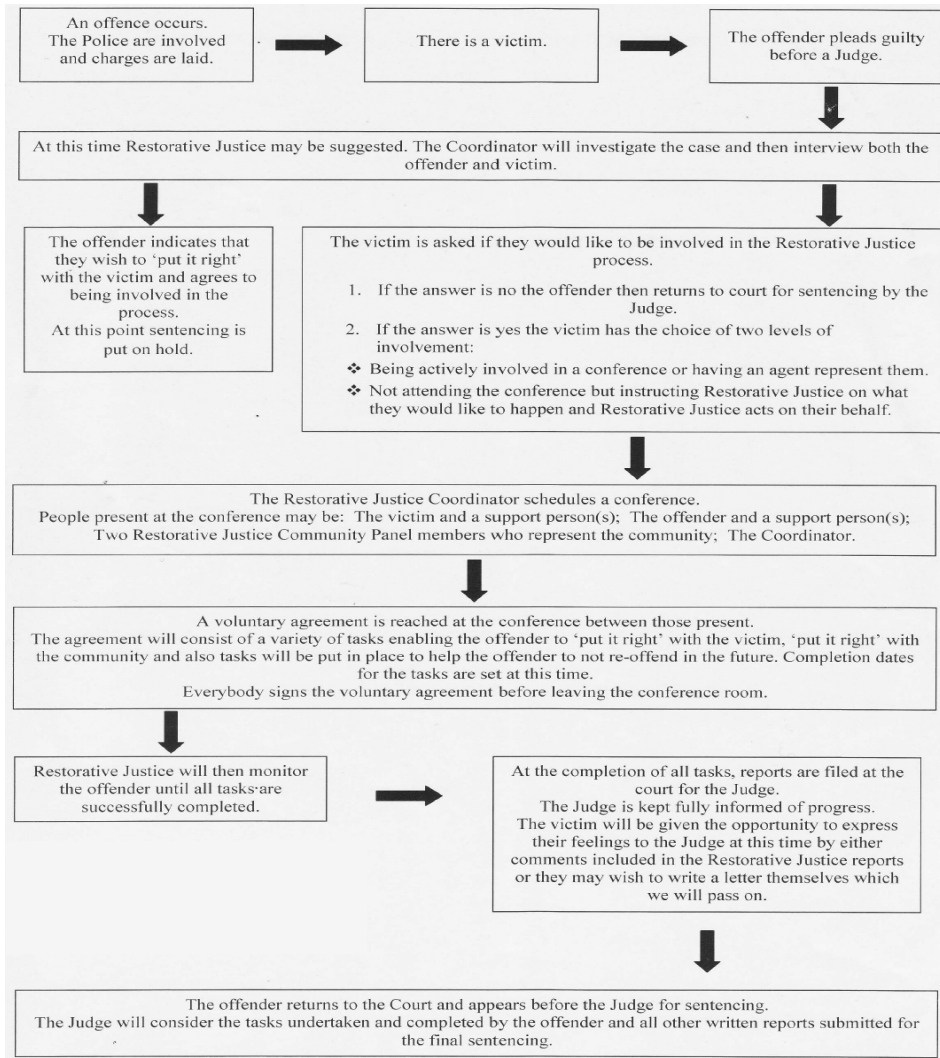 An offence occurs.
The Police are involved
and charges are laid.
There is a victim.
The offender pleads guilty
before a Judge.
At this time Restorative Justice may be suggested. The Coordinator will investigate the case and then interview both the
offender and victim.
The offender indicates that
they wish to ‘put it right’
with the victim and agrees to
being involved in the
process.
At this point sentencing is
put on hold.
The victim is asked if they would like to be involved in the Restorative Justice
process.
1. If the answer is no the offender then returns to court for sentencing by the
Judge.
2. If the answer is yes the victim has the choice of two levels of
involvement:
❖ Being actively involved in a conference or having an agent represent them.
❖ Not attending the conference but instructing Restorative Justice on what
they would like to happen and Restorative Justice acts on their behalf.
The Restorative Justice Coordinator schedules a conference.
People present at the conference may be: The victim and a support person(s); The offender and a support person(s);
Two Restorative Justice Community Panel members who represent the community; The Coordinator.
A voluntary agreement is reached at the conference between those present.
The agreement will consist of a variety of tasks enabling the offender to ‘put it right’ with the victim, ‘put it right’ with
the community and also tasks will be put in place to help the offender to not re-offend in the future. Completion dates
for the tasks are set at this time.
Everybody signs the voluntary agreement before leaving the conference room.
Restorative Justice will then monitor
the offender until all tasks are
successfully completed.
At the completion of all tasks, reports are filed at the
court for the Judge.
The Judge is kept fully informed of progress.
The victim will be given the opportunity to express
their feelings to the Judge at this time by either
comments included in the Restorative Justice reports
or they may wish to write a letter themselves which
we will pass on.
The offender returns to the Court and appears before the Judge for sentencing.
The Judge will consider the tasks undertaken and completed by the offender and all other written reports submitted for
the final sentencing.